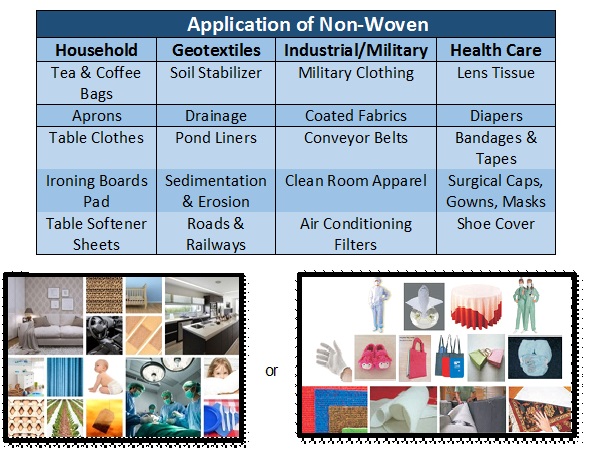 Application of Non-Woven
Household Geotextiles Industrial/Military Health Care
Tea & Coffee Soil Stabilizer Military Clothing Lens Tissue
Bags
Aprons Drainage Coated Fabrics Diapers
Table Clothes Pond Liners Conveyor Belts Bandages &
Tapes
Ironing Boards Sedimentation Clean Room Apparel Surgical Caps,
Pad & Erosion Gowns, Masks
Table Softener Roads & Air Conditioning Shoe Cover
Sheets Railways Filters
or